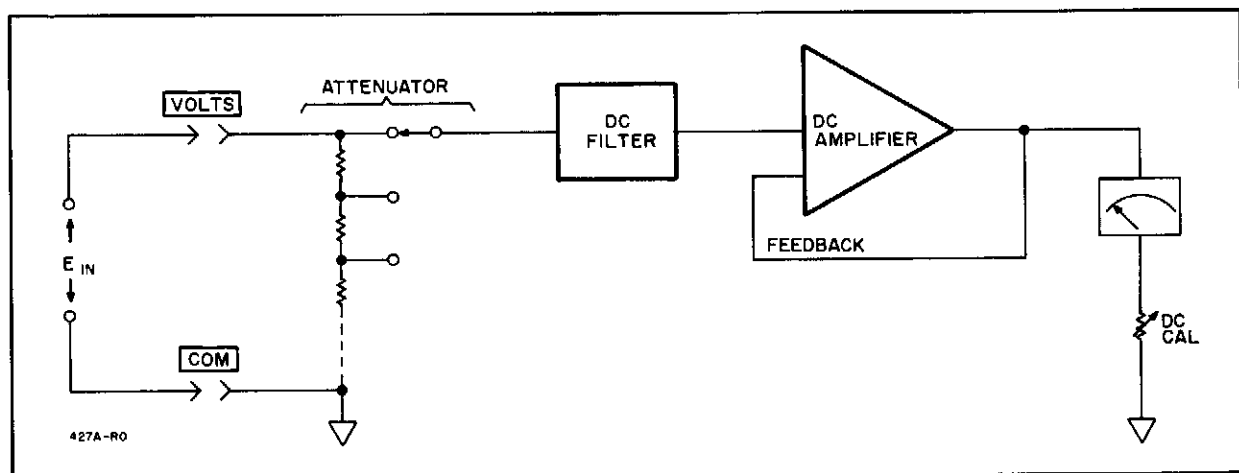 VOLTS
ATTENUATOR
DC
FILTER
DC
AMPLIFIER
FEEDBACK
E IN
COM
DC
CAL
427A-RO